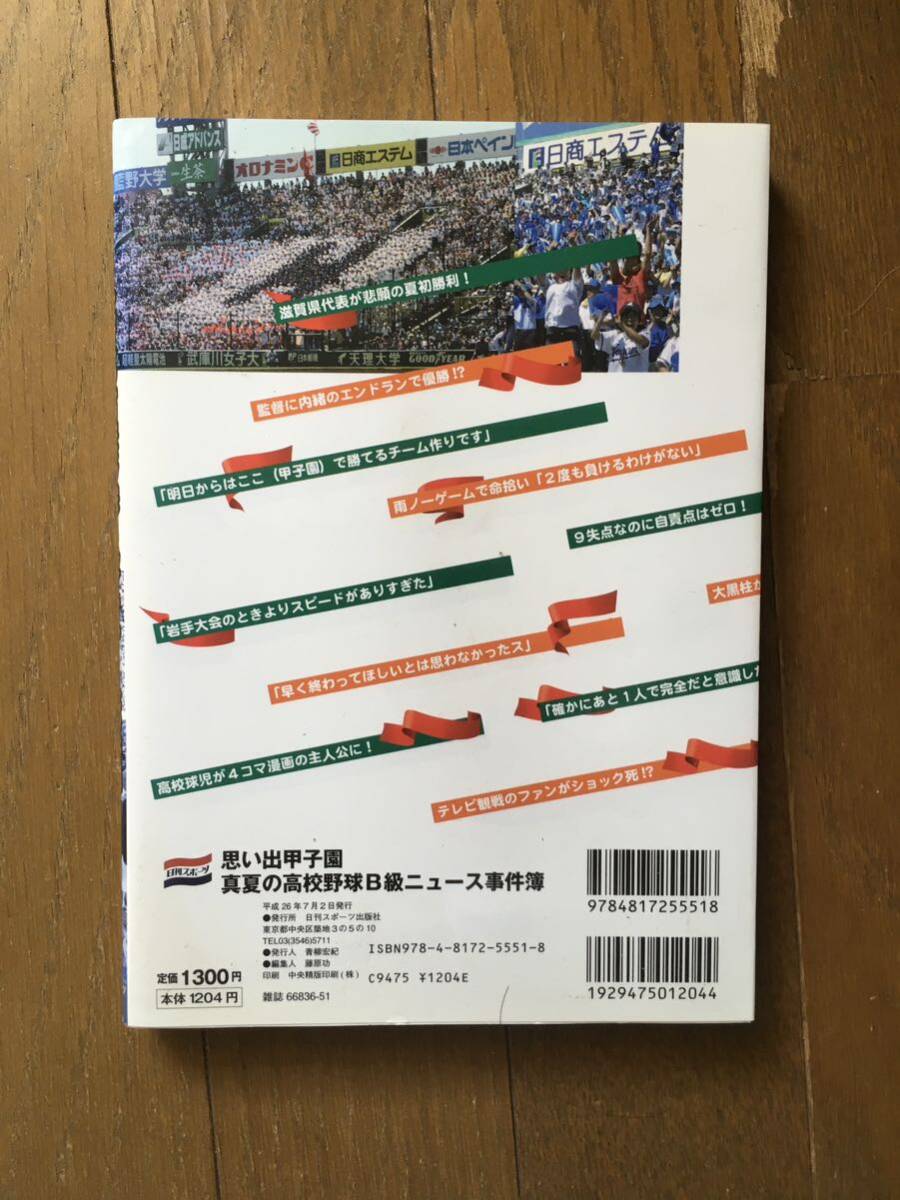 日成アドバンス
一生茶
藍野大学
オロナミンC
日商エステム
日本ペイン
日商エステム
武庫川女子大
日本郵便
天理大学
GOOD YEAR
滋賀県代表が悲願の夏初勝利!
監督に内緒のエンドランで優勝!?
「明日からはここ（甲子園）で勝てるチーム作りです」
雨ノーゲームで命拾い「２度も負けるわけがない」
９失点なのに自責点はゼロ！
「岩手大会のときよりスピードがありすぎた」
大黒柱が
「早く終わってほしいとは思わなかったス」
「確かにあと１人で完全だと意識した
高校球児が４コマ漫画の主人公に！
テレビ観戦のファンがショック死!?
日刊スポーツ
思い出甲子園
真夏の高校野球B級ニュース事件簿
平成26年7月2日発行
●発行所　日刊スポーツ出版社
東京都中央区築地３の５の10
TEL03(3546)5711
●発行人　青柳宏紀
●編集人　藤原功
印刷　中央精版印刷(株)
定価 1300円
本体 1204 円
ISBN978-4-8172-5551-8
C9475 ¥1204E
雑誌 66836-51
9784817255518
1929475012044